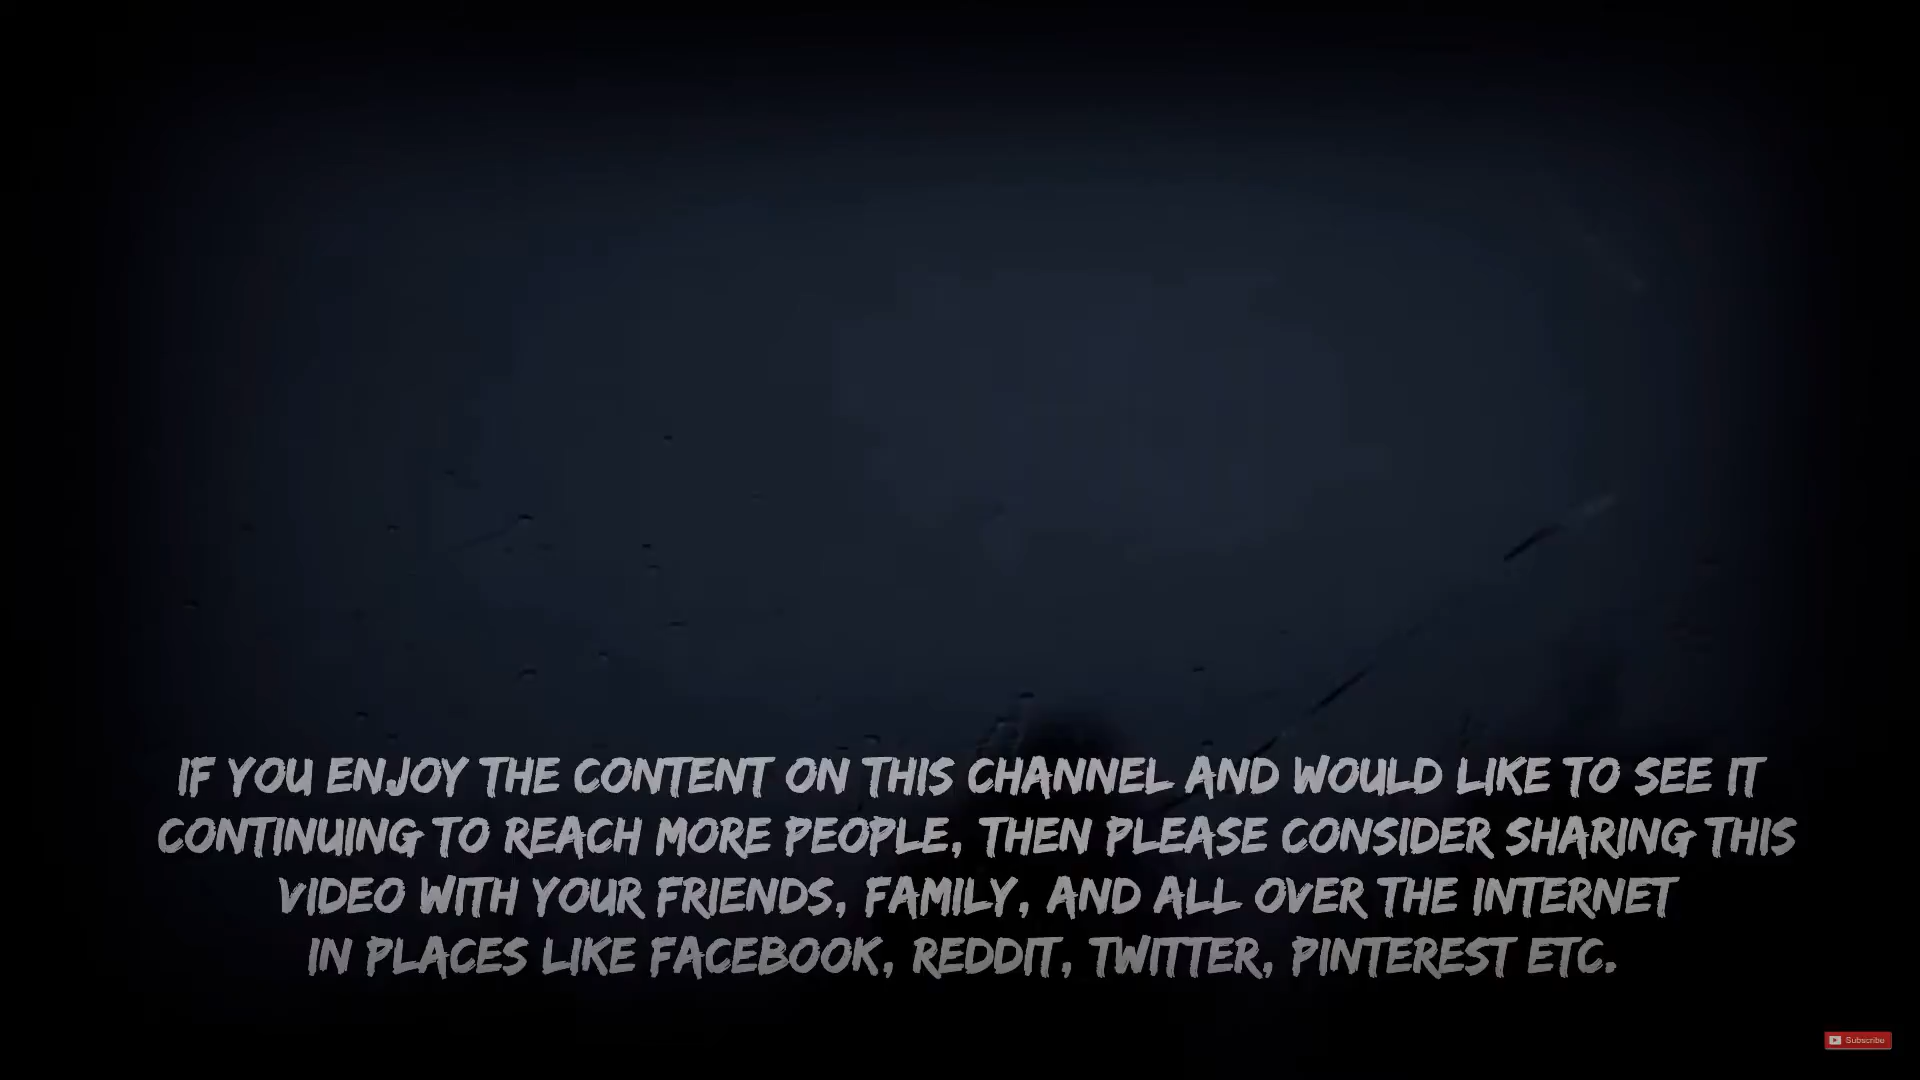 IF YOU ENJOY THE CONTENT ON THIS CHANNEL AND WOULD LIKE TO SEE IT
CONTINUING TO REACH MORE PEOPLE, THEN PLEASE CONSIDER SHARING THIS
VIDEO WITH YOUR FRIENDS, FAMILY, AND ALL OVER THE INTERNET
IN PLACES LIKE FACEBOOK, REDDIT, TWITTER, PINTEREST ETC.
Subscribe